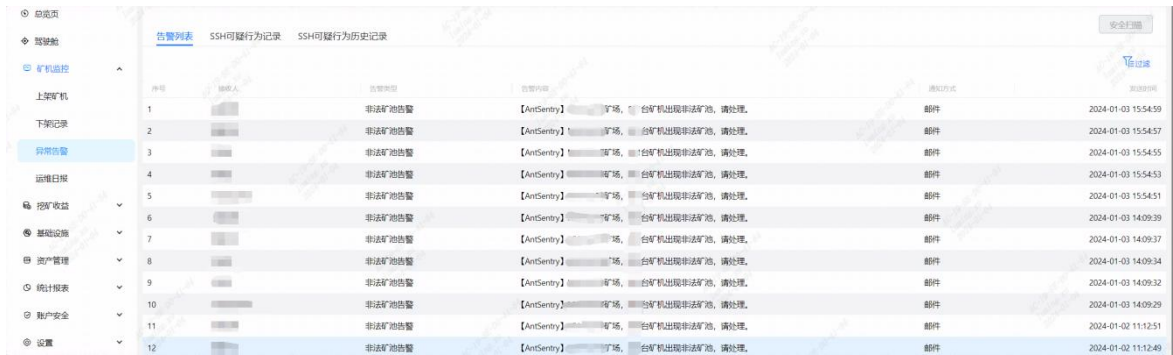 总览页
驾驶舱
矿机监控
上架矿机
下架记录
异常告警
运维日报
挖矿收益
基础设施
资产管理
统计报表
账户安全
设置
告警列表 SSH可疑行为记录 SSH可疑行为历史记录
安全扫描
过滤
序号 接收人 告警类型 告警内容 通知方式 发送时间
1 非法矿池告警 【AntSentry】 矿场, 台矿机出现非法矿池, 请处理。 邮件 2024-01-03 15:54:59
2 非法矿池告警 【AntSentry】 矿场, 台矿机出现非法矿池, 请处理。 邮件 2024-01-03 15:54:57
3 非法矿池告警 【AntSentry】 矿场, 台矿机出现非法矿池, 请处理。 邮件 2024-01-03 15:54:55
4 非法矿池告警 【AntSentry】 矿场, 台矿机出现非法矿池, 请处理。 邮件 2024-01-03 15:54:53
5 非法矿池告警 【AntSentry】 矿场, 台矿机出现非法矿池, 请处理。 邮件 2024-01-03 15:54:51
6 非法矿池告警 【AntSentry】 矿场, 台矿机出现非法矿池, 请处理。 邮件 2024-01-03 14:09:39
7 非法矿池告警 【AntSentry】 场, 台矿机出现非法矿池, 请处理。 邮件 2024-01-03 14:09:37
8 非法矿池告警 【AntSentry】 场, 台矿机出现非法矿池, 请处理。 邮件 2024-01-03 14:09:34
9 非法矿池告警 【AntSentry】 矿场, 台矿机出现非法矿池, 请处理。 邮件 2024-01-03 14:09:32
10 非法矿池告警 【AntSentry】 矿场, 台矿机出现非法矿池, 请处理。 邮件 2024-01-03 14:09:29
11 非法矿池告警 【AntSentry】 矿场, 台矿机出现非法矿池, 请处理。 邮件 2024-01-02 11:12:51
12 非法矿池告警 【AntSentry】 场, 台矿机出现非法矿池, 请处理。 邮件 2024-01-02 11:12:49